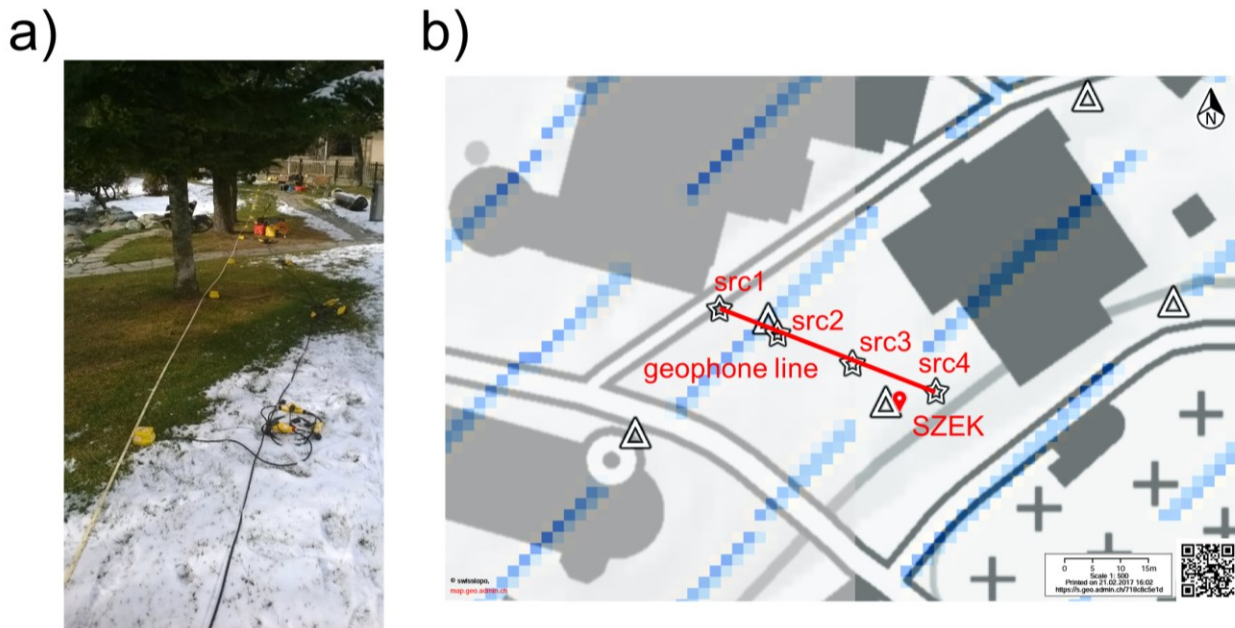 a)
b)
N
src1
src2
src3
geophone line
src4
SZEK
0 5 10 15m
Scale 1: 500
Printed on 21.02.2017 16:02
https://s.geo.admin.ch/718c8c5e1d
© swisstopo,
map.geo.admin.ch